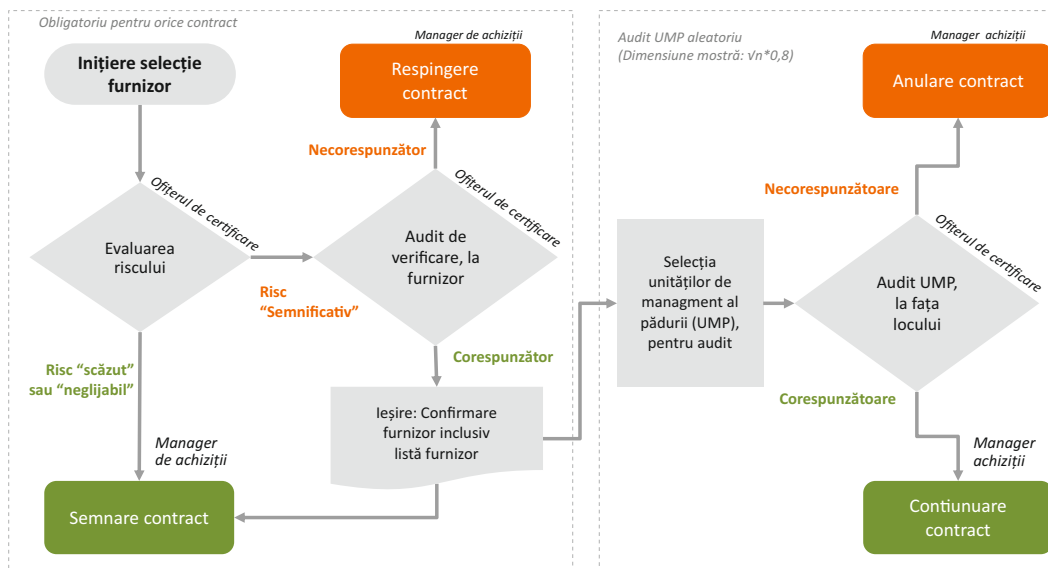 Obligatoriu pentru orice contract
Inițiere selecție
furnizor
Ofițerul de certificare
Evaluarea
riscului
Risc
“Semnificativ”
Risc “scăzut”
sau “neglijabil”
Manager
de achiziții
Semnare contract
Manager de achiziții
Respingere
contract
Necorespunzător
Ofițerul de certificare
Audit de
verificare, la
furnizor
Corespunzător
Ieșire: Confirmare
furnizor inclusiv
listă furnizor
Audit UMP aleatoriu
(Dimensiune mostră: √n*0,8)
Selecția
unităților de
managment al
pădurii (UMP),
pentru audit
Manager achiziții
Anulare contract
Necorespunzătoare
Ofițerul de certificare
Audit UMP,
la fața
locului
Corespunzătoare
Manager
achiziții
Contiunuare
contract